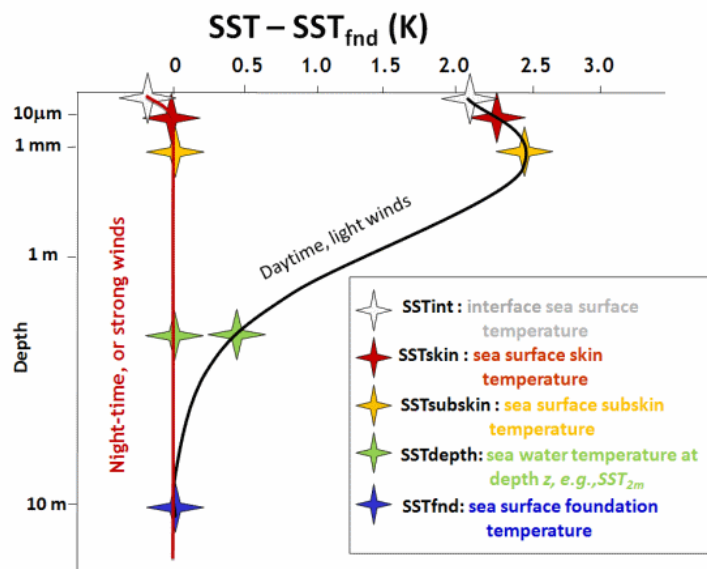 SST – SSTfnd (K)
0 0.5 1.0 1.5 2.0 2.5 3.0
10μm
1 mm
1 m
10 m
Depth
Night-time, or strong winds
Daytime, light winds
SSTint : interface sea surface
temperature
SSTskin : sea surface skin
temperature
SSTsubskin : sea surface subskin
temperature
SSTdepth: sea water temperature at
depth z, e.g.,SST2m
SSTfnd: sea surface foundation
temperature